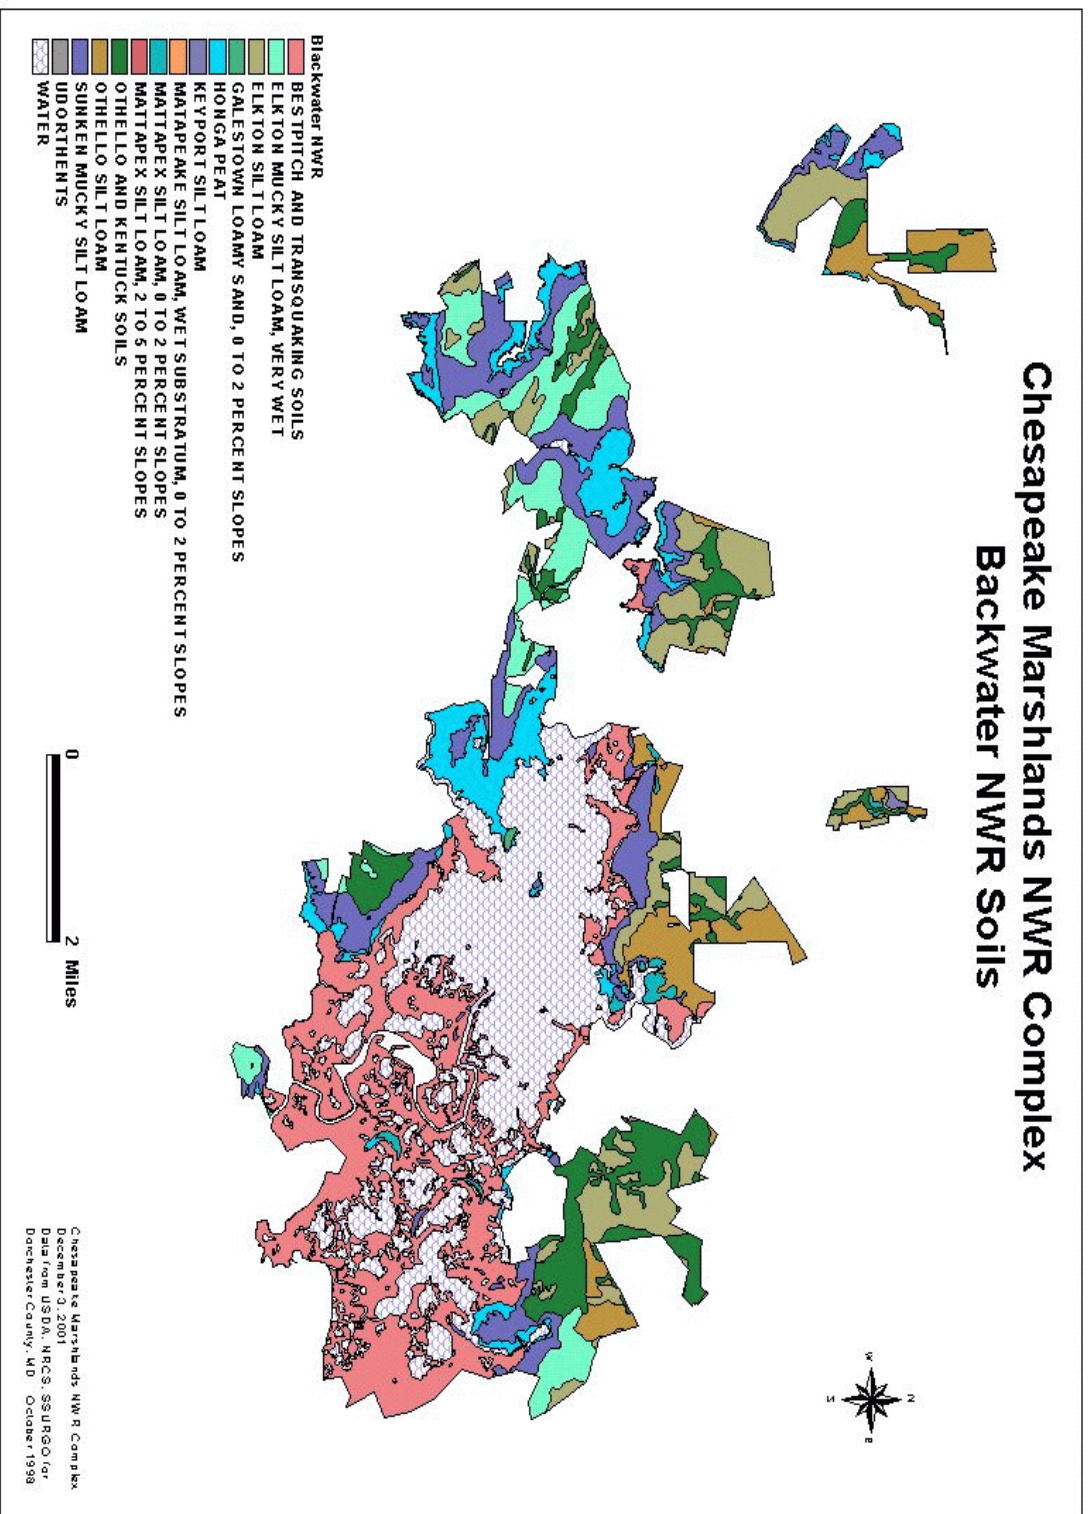 Chesapeake Marshlands NWR Complex
Backwater NWR Soils
Blackwater NWR
BESTPITCH AND TRANSQUAKING SOILS
ELKTON MUCKY SILT LOAM, VERY WET
ELKTON SILT LOAM
GALESTOWN LOAMY SAND, 0 TO 2 PERCENT SLOPES
HONGA PEAT
KEYPORT SILT LOAM
MATAPEAKE SILT LOAM, WET SUBSTRATUM, 0 TO 2 PERCENT SLOPES
MATTAPEX SILT LOAM, 0 TO 2 PERCENT SLOPES
MATTAPEX SILT LOAM, 2 TO 5 PERCENT SLOPES
OTHELLO AND KENTUCK SOILS
OTHELLO SILT LOAM
SUNKEN MUCKY SILT LOAM
UDORTHENTS
WATER
0 2 Miles
N
W E
S
Chesapeake Marshlands NWR Complex
December 3, 2001
Data from USDA, NRCS, SSURGO for
Dorchester County, MD October 1998